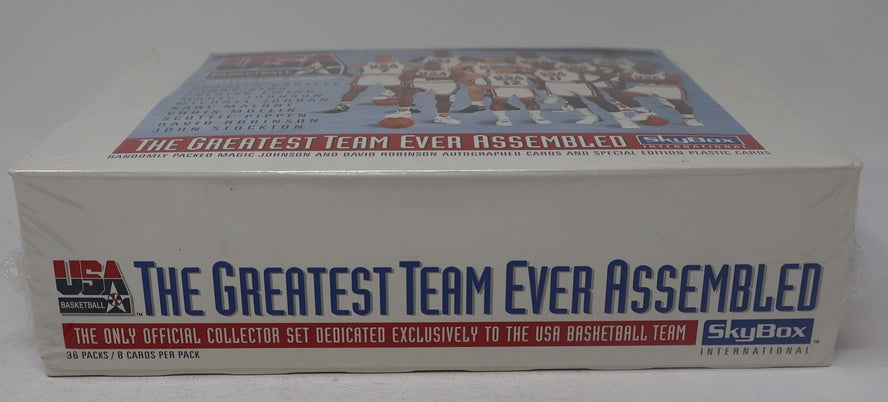 USA
BASKETBALL
MICHAEL JORDAN
KARL MALONE
CHRIS MULLIN
SCOTTIE PIPPEN
DAVID ROBINSON
JOHN STOCKTON
THE GREATEST TEAM EVER ASSEMBLED SKYBOX
INTERNATIONAL
RANDOMLY PACKED MAGIC JOHNSON AND DAVID ROBINSON AUTOGRAPHED CARDS AND SPECIAL EDITION PLASTIC CARDS
USA
BASKETBALL TM
THE GREATEST TEAM EVER ASSEMBLED
THE ONLY OFFICIAL COLLECTOR SET DEDICATED EXCLUSIVELY TO THE USA BASKETBALL TEAM
SKYBOX TM
INTERNATIONAL
36 PACKS / 8 CARDS PER PACK